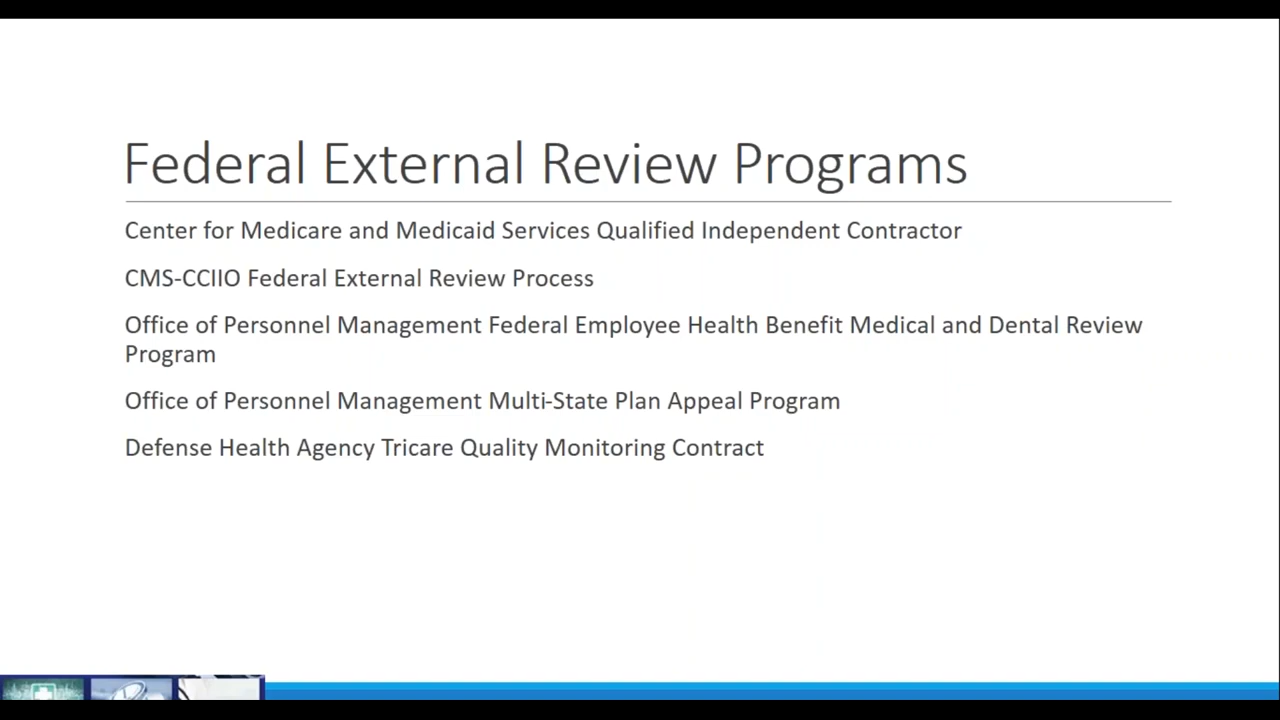 Federal External Review Programs
Center for Medicare and Medicaid Services Qualified Independent Contractor
CMS-CCIIO Federal External Review Process
Office of Personnel Management Federal Employee Health Benefit Medical and Dental Review
Program
Office of Personnel Management Multi-State Plan Appeal Program
Defense Health Agency Tricare Quality Monitoring Contract